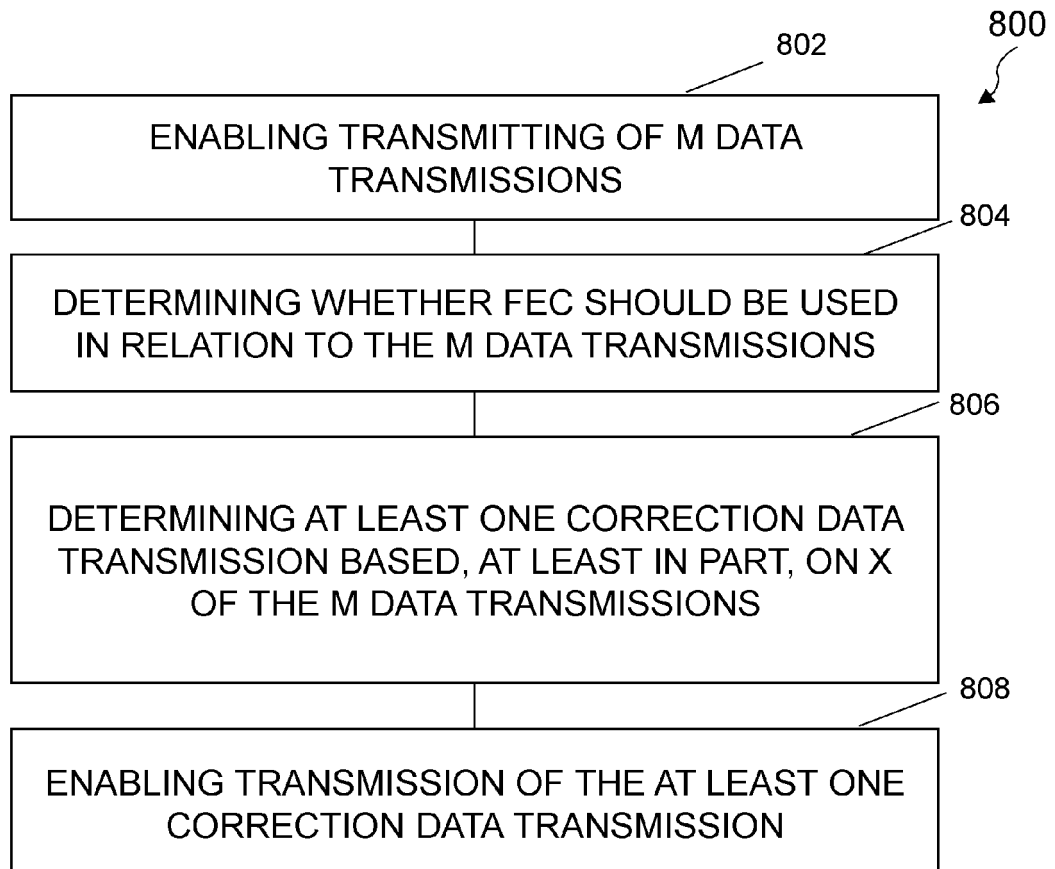 800
802
ENABLING TRANSMITTING OF M DATA
TRANSMISSIONS
804
DETERMINING WHETHER FEC SHOULD BE USED
IN RELATION TO THE M DATA TRANSMISSIONS
806
DETERMINING AT LEAST ONE CORRECTION DATA
TRANSMISSION BASED, AT LEAST IN PART, ON X
OF THE M DATA TRANSMISSIONS
808
ENABLING TRANSMISSION OF THE AT LEAST ONE
CORRECTION DATA TRANSMISSION